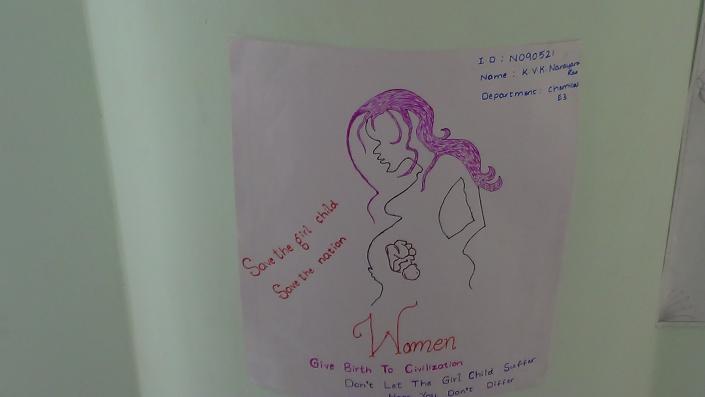 I D : N090521
Name : K.V.K. Narayana
Rao
Department : Chemical
E3
Save the girl child
Save the nation
Women
Give Birth To Civilization
Don't Let The Girl Child Suffer
You Don't Differ